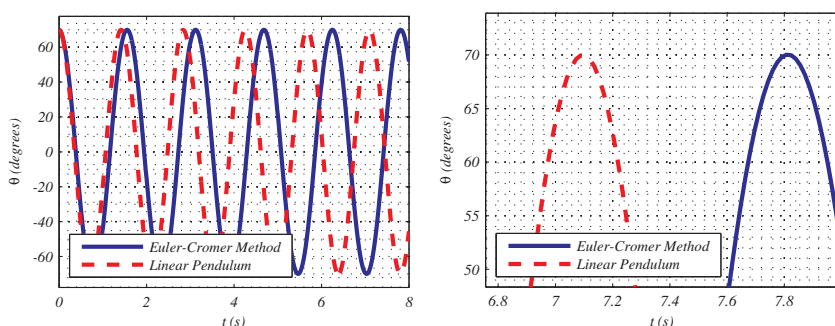 60
40
20
0
-20
-40
-60
θ (degrees)
0
2
4
6
8
t (s)
Euler-Cromer Method
Linear Pendulum
70
65
60
55
50
θ (degrees)
6.8
7
7.2
7.4
7.6
7.8
t (s)
Euler-Cromer Method
Linear Pendulum